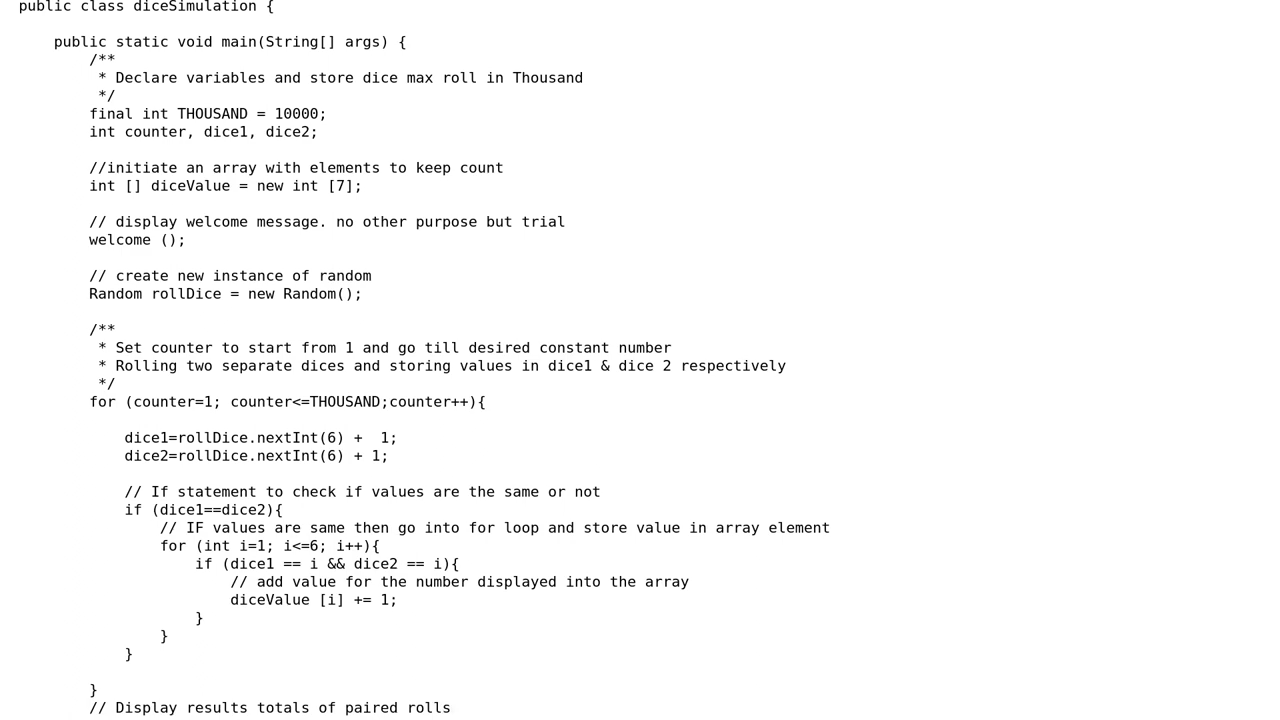 public class diceSimulation {
public static void main(String[] args) {
/**
* Declare variables and store dice max roll in Thousand
*/
final int THOUSAND = 10000;
int counter, dice1, dice2;
//initiate an array with elements to keep count
int [] diceValue = new int [7];
// display welcome message. no other purpose but trial
welcome ();
// create new instance of random
Random rollDice = new Random();
/**
* Set counter to start from 1 and go till desired constant number
* Rolling two separate dices and storing values in dice1 & dice 2 respectively
*/
for (counter=1; counter<=THOUSAND;counter++){
dice1=rollDice.nextInt(6) +  1;
dice2=rollDice.nextInt(6) + 1;
// If statement to check if values are the same or not
if (dice1==dice2){
// IF values are same then go into for loop and store value in array element
for (int i=1; i<=6; i++){
if (dice1 == i && dice2 == i){
// add value for the number displayed into the array
diceValue [i] += 1;
}
}
}
}
// Display results totals of paired rolls